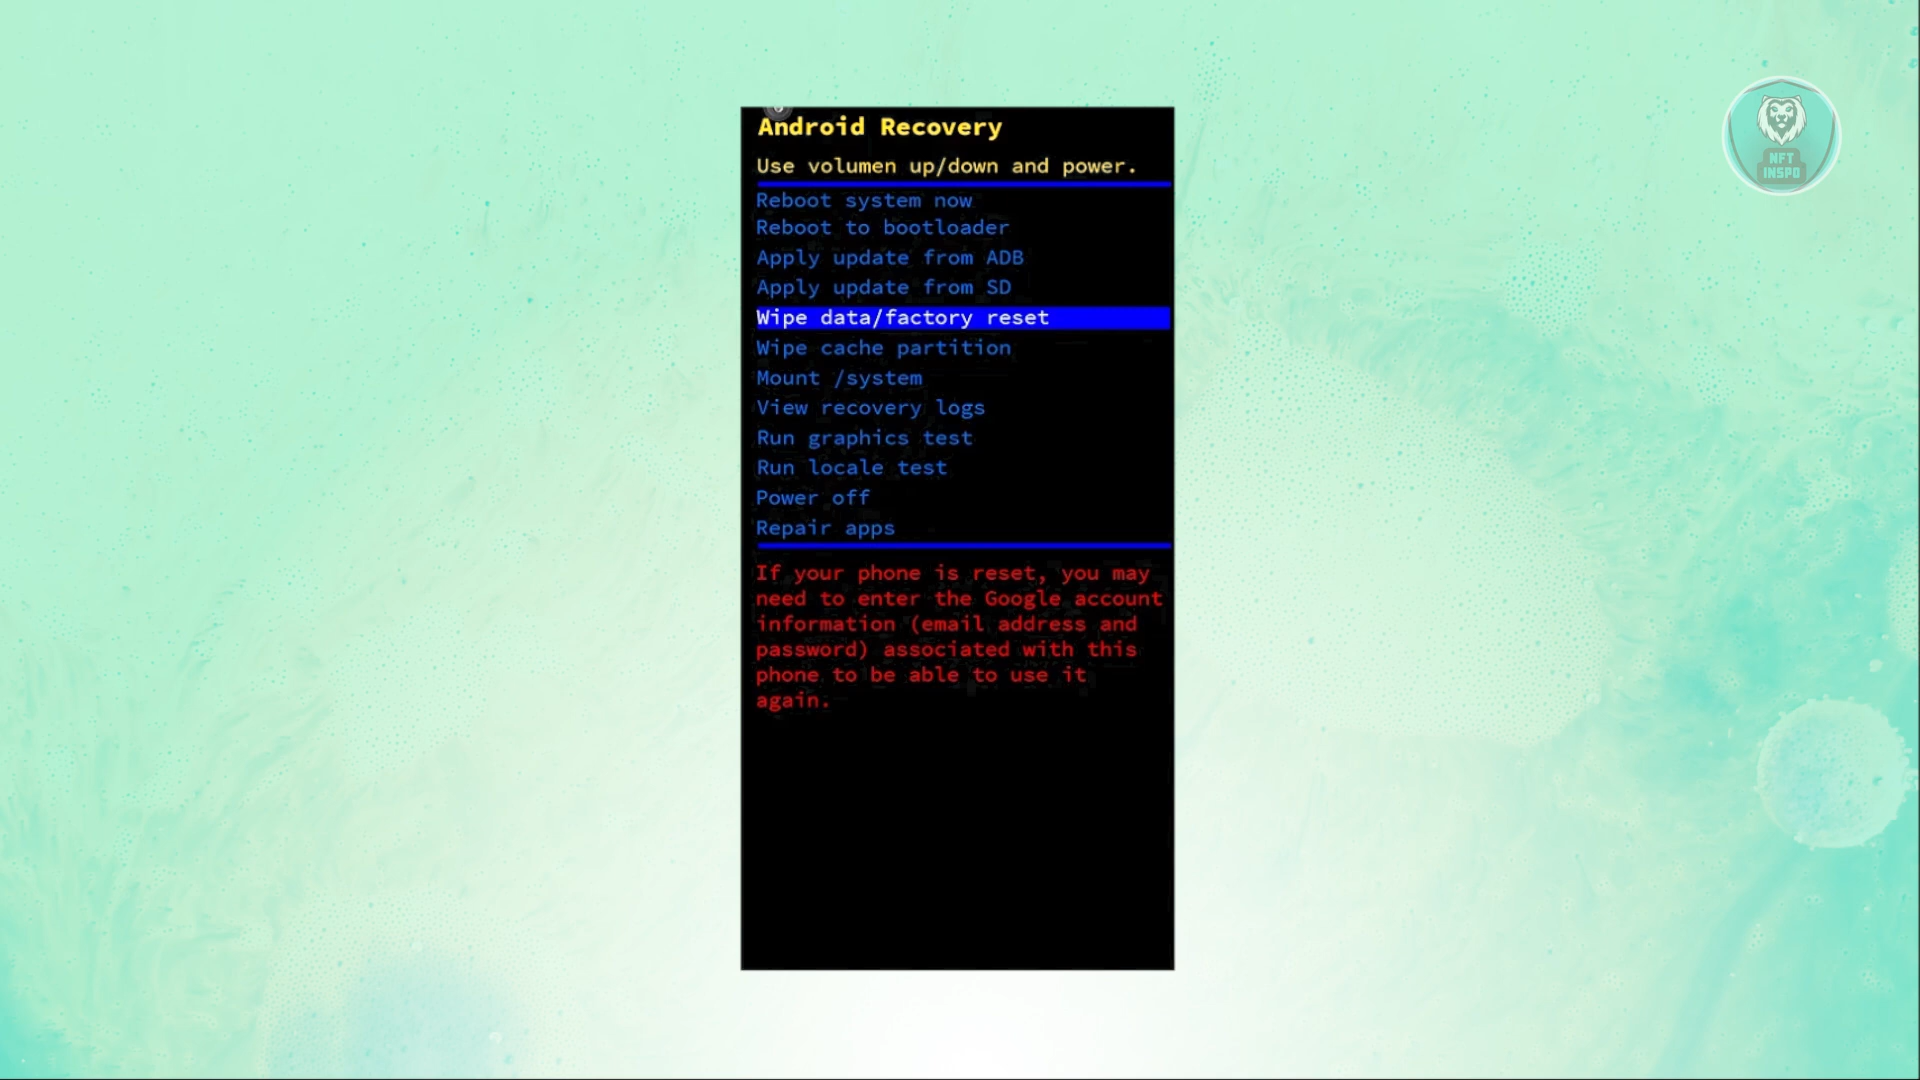 Android Recovery
Use volumen up/down and power.
Reboot system now
Reboot to bootloader
Apply update from ADB
Apply update from SD
Wipe data/factory reset
Wipe cache partition
Mount /system
View recovery logs
Run graphics test
Run locale test
Power off
Repair apps
If your phone is reset, you may
need to enter the Google account
information (email address and
password) associated with this
phone to be able to use it
again.
NFT
INSPO